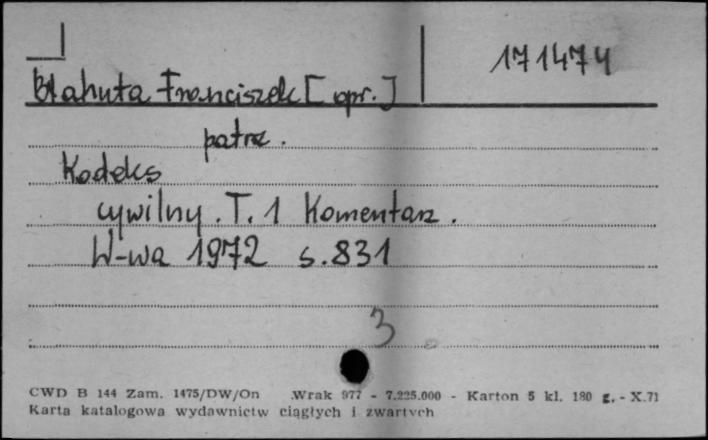 171474
Błahuta Franciszek [opr.]
patrz.
Kodeks
cywilny. T. 1 Komentarz.
W-wa 1972 s. 831
3
CWD B 144 Zam. 1475/DW/On Wrak 977 - 7.225.000 - Karton 5 kl. 180 g. - X.71
Karta katalogowa wydawnictw ciągłych i zwartych